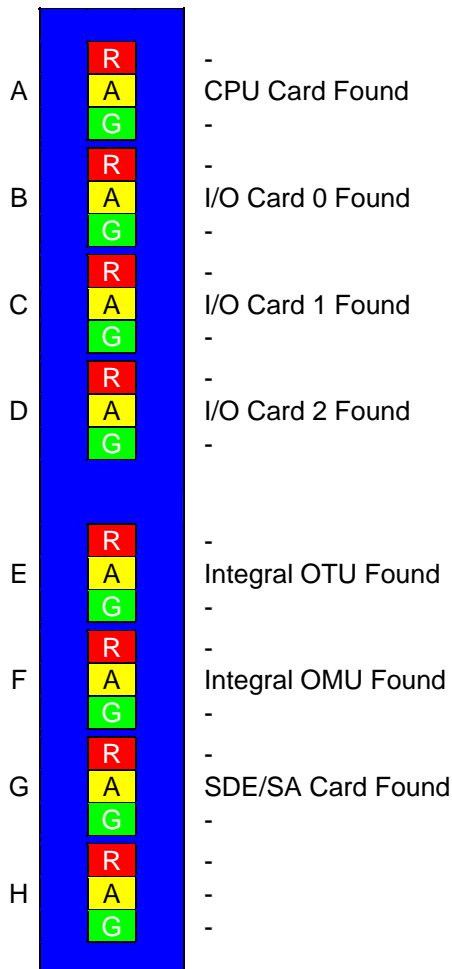 R -
A A CPU Card Found
G -
R -
B A I/O Card 0 Found
G -
R -
C A I/O Card 1 Found
G -
R -
D A I/O Card 2 Found
G -
R -
E A Integral OTU Found
G -
R -
F A Integral OMU Found
G -
R -
G A SDE/SA Card Found
G -
R -
H A -
G -